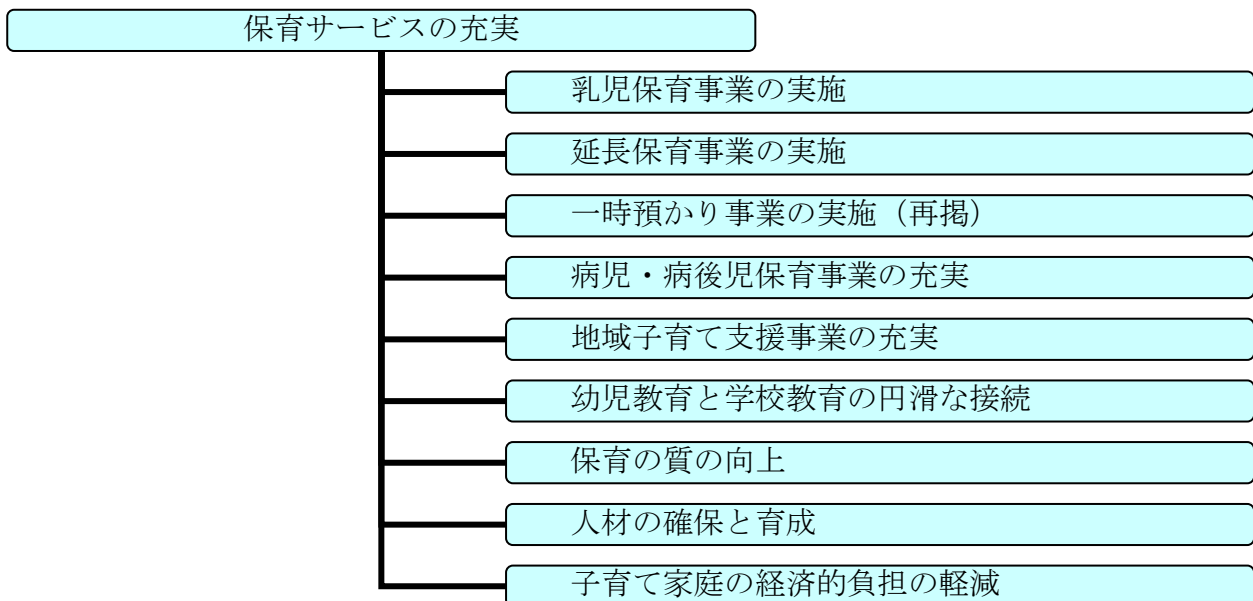 保育サービスの充実
乳児保育事業の実施
延長保育事業の実施
一時預かり事業の実施（再掲）
病児・病後児保育事業の充実
地域子育て支援事業の充実
幼児教育と学校教育の円滑な接続
保育の質の向上
人材の確保と育成
子育て家庭の経済的負担の軽減